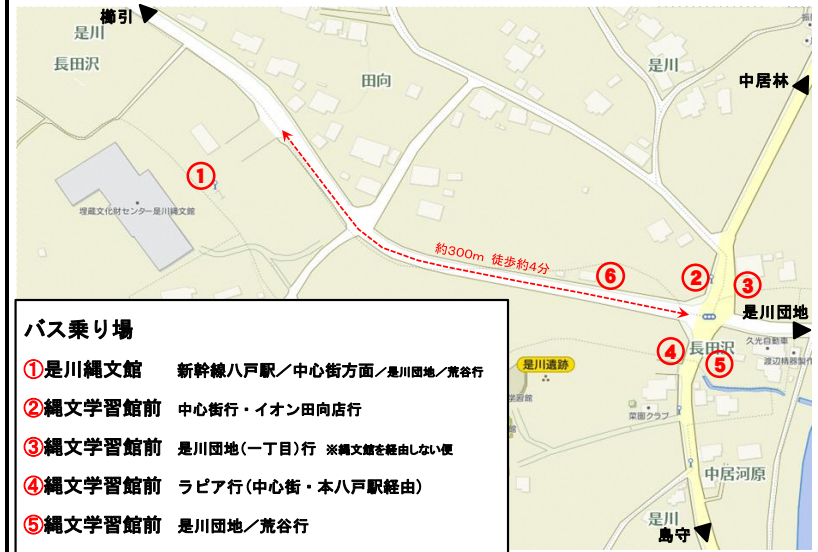 櫛引
是川
長田沢
田向
是川
中居林
①
埋蔵文化財センター是川縄文館
約300m 徒歩約4分
⑥
②
③
是川団地
④
長田沢
⑤
久光自動車
渡辺精器製作
是川遺跡
学習館
館
菜園クラブ
中居河原
是川
島守
バス乗り場
①是川縄文館 新幹線八戸駅／中心街方面／是川団地／荒谷行
②縄文学習館前 中心街行・イオン田向店行
③縄文学習館前 是川団地（一丁目）行 ※縄文館を経由しない便
④縄文学習館前 ラピア行（中心街・本八戸駅経由）
⑤縄文学習館前 是川団地／荒谷行